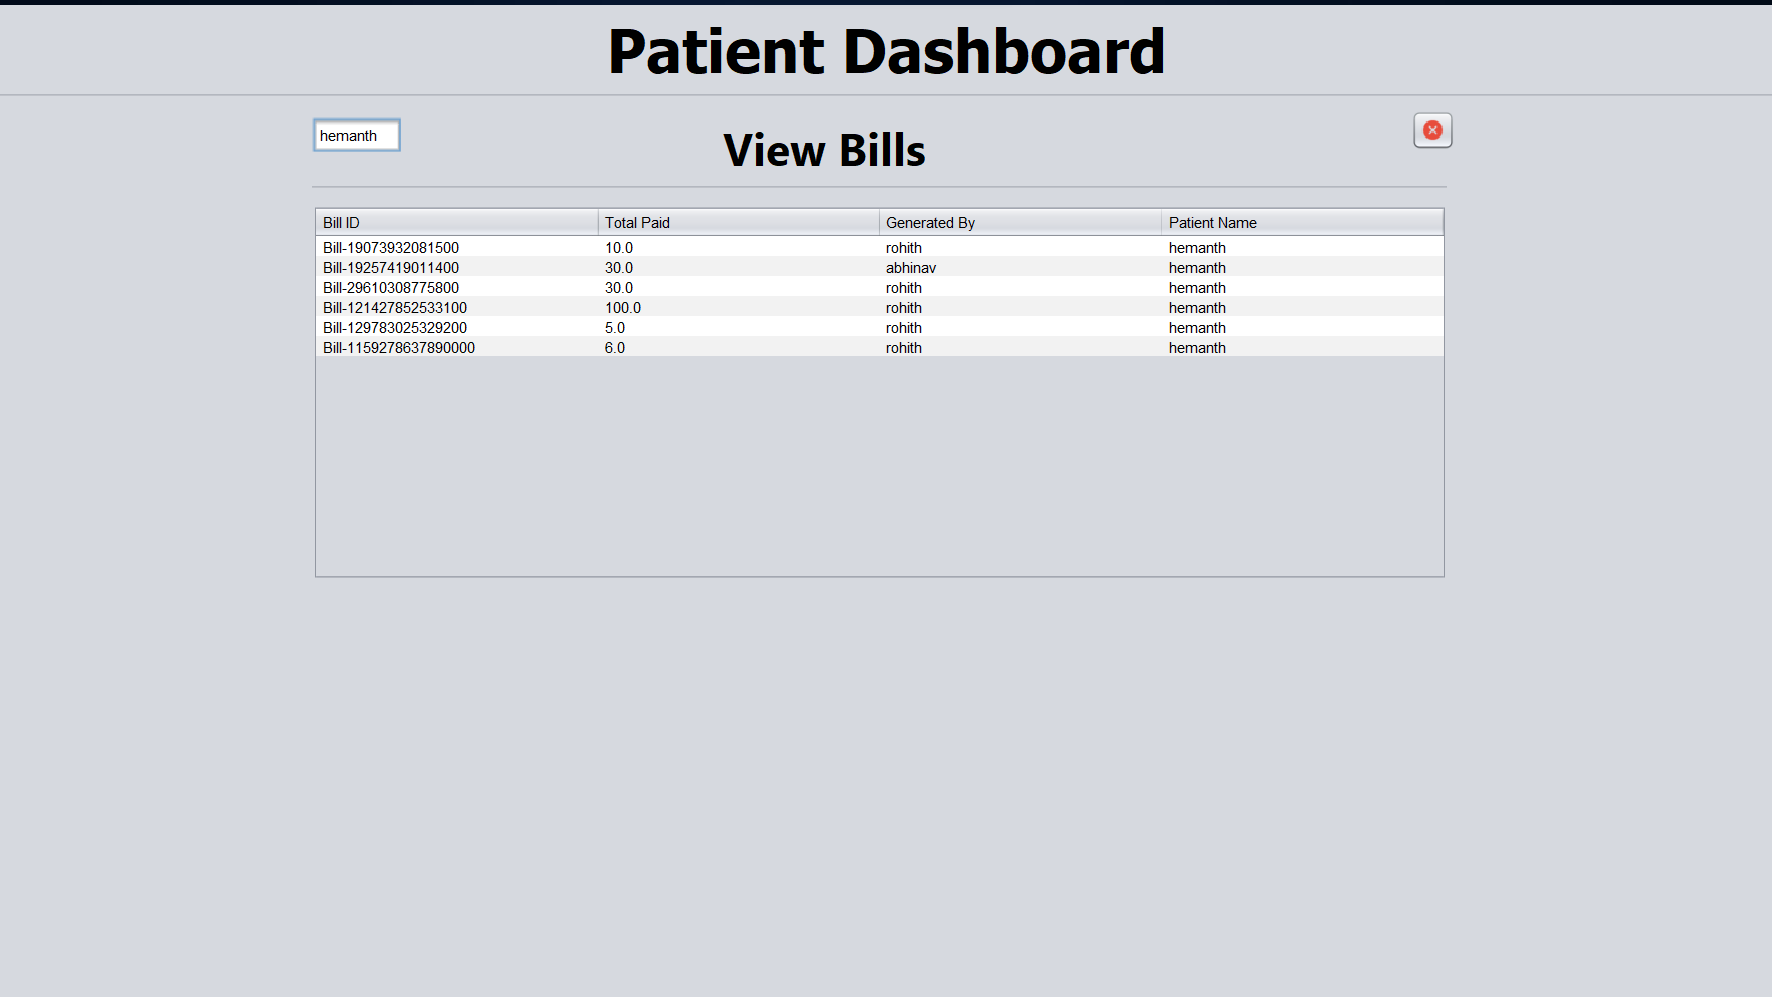 Patient Dashboard
hemanth
View Bills
Bill ID Total Paid Generated By Patient Name
Bill-19073932081500 10.0 rohith hemanth
Bill-19257419011400 30.0 abhinav hemanth
Bill-29610308775800 30.0 rohith hemanth
Bill-121427852533100 100.0 rohith hemanth
Bill-129783025329200 5.0 rohith hemanth
Bill-1159278637890000 6.0 rohith hemanth